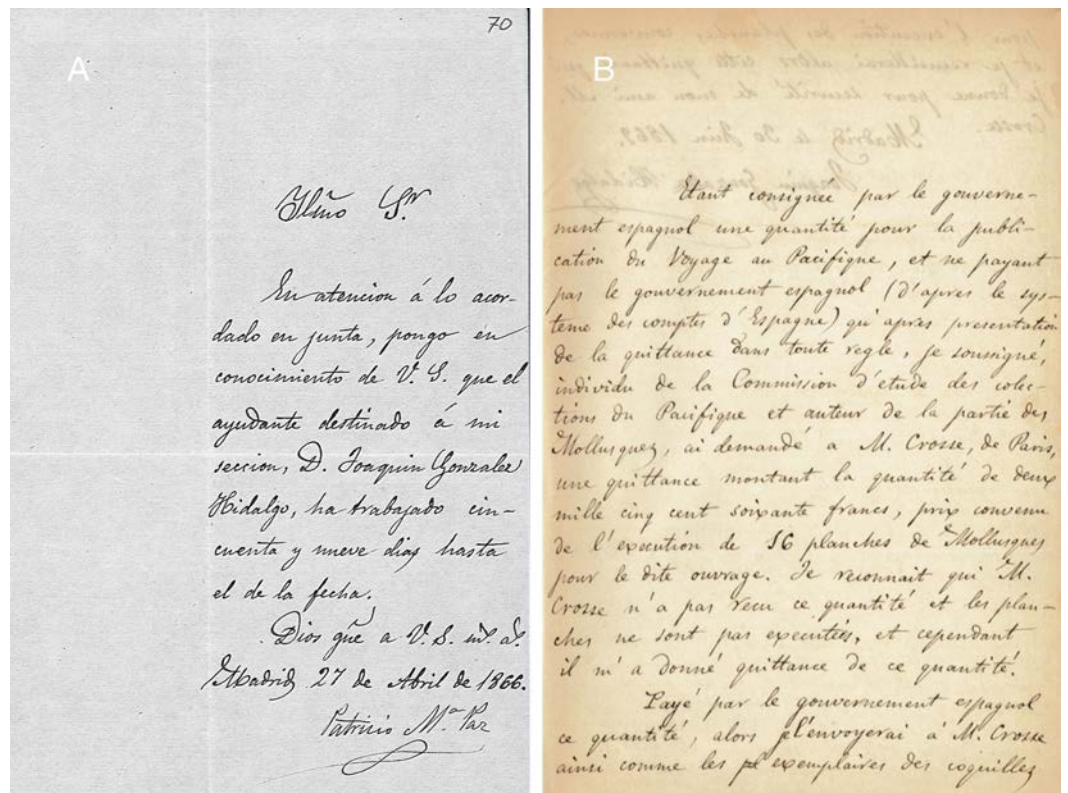 70
A
Ylmo Sr.
En atencion á lo acor-
dado en junta, pongo en
conocimiento de V. S. que el
ayudante destinado á mi
seccion, D. Joaquin Gonzalez
Hidalgo, ha trabajado cin-
cuenta y nueve dias hasta
el de la fecha.
Dios gue a V. S. ms. as.
Madrid 27 de Abril de 1866.
Patricio Ma. Paz
B
Etant consignée par le gouverne-
ment espagnol une quantité pour la publi-
cation du Voyage au Pacifique, et ne payant
pas le gouvernement espagnol (d'apres le sys-
teme des comptes d'Espagne) qu'apres presentation
de la quittance dans toute regle, je soussigné,
individu de la Commission d'etude des colec-
tions du Pacifique et auteur de la partie des
Mollusques, ai demandé a M. Crosse, de Paris,
une quittance montant la quantité de deux
mille cinq cent soixante francs, prix convenu
de l'execution de 16 planches de Mollusques
pour le dite ouvrage. Je reconnait qui M.
Crosse n'a pas recu ce quantité et les plan-
ches ne sont pas executées, et cependant
il m'a donné quittance de ce quantité.
Payé par le gouvernement espagnol
ce quantité, alors je l'envoyerai à M. Crosse
ainsi comme les exemplaires des coquilles